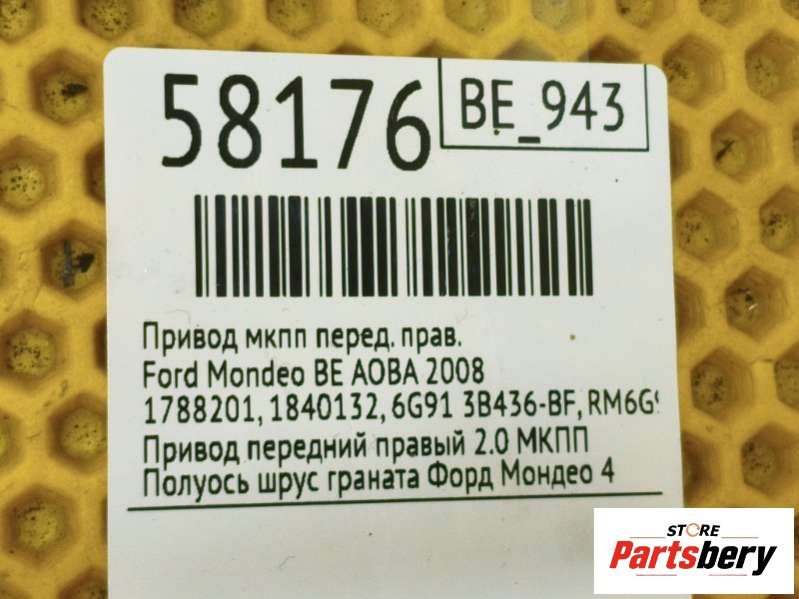 58176
BE_943
Привод мкпп перед. прав.
Ford Mondeo BE AOBA 2008
1788201, 1840132, 6G91 3B436-BF, RM6G9
Привод передний правый 2.0 МКПП
Полуось шрус граната Форд Мондео 4
STORE
Partsbery